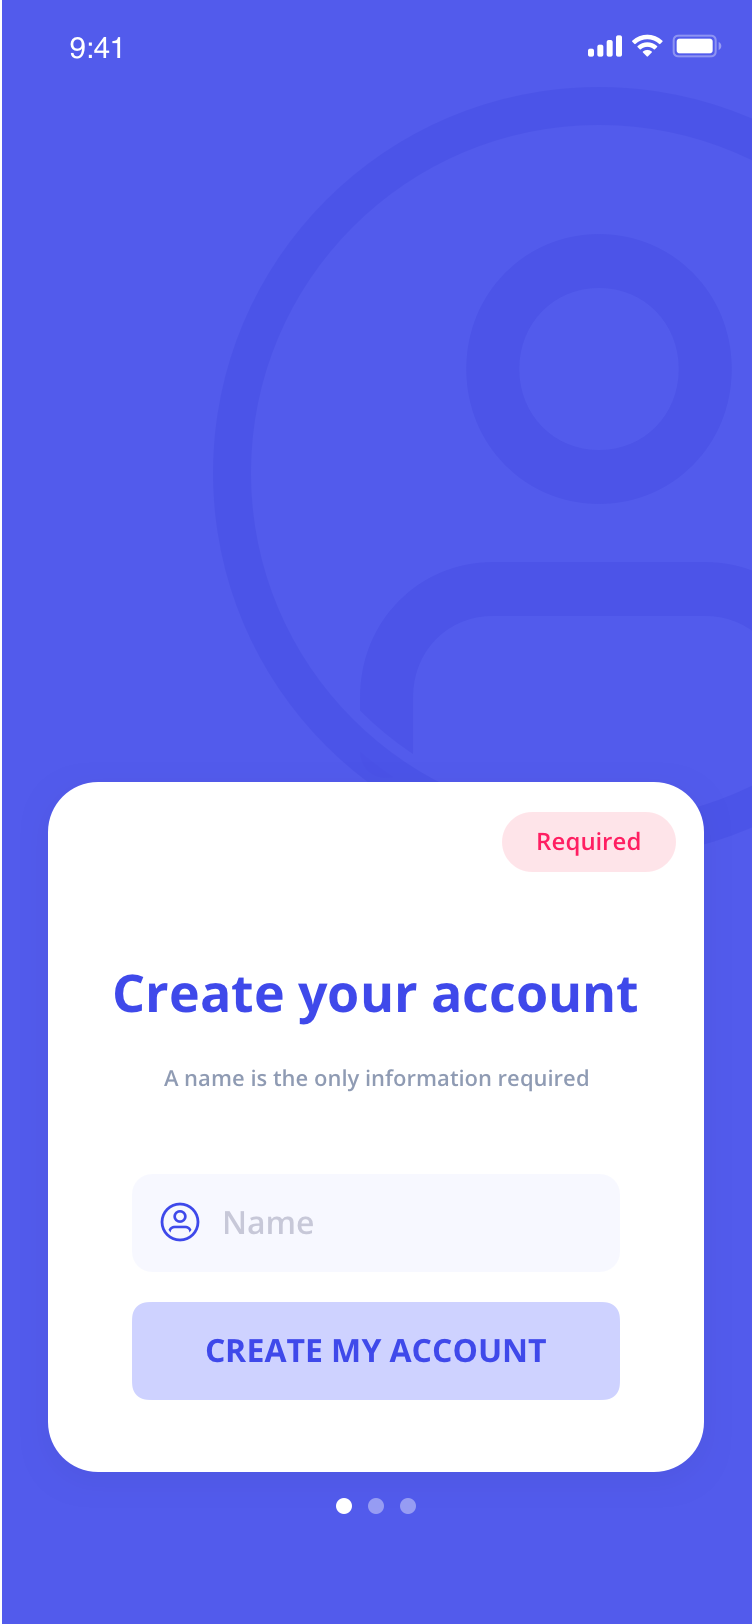 9:41
Required
Create your account
A name is the only information required
Name
CREATE MY ACCOUNT